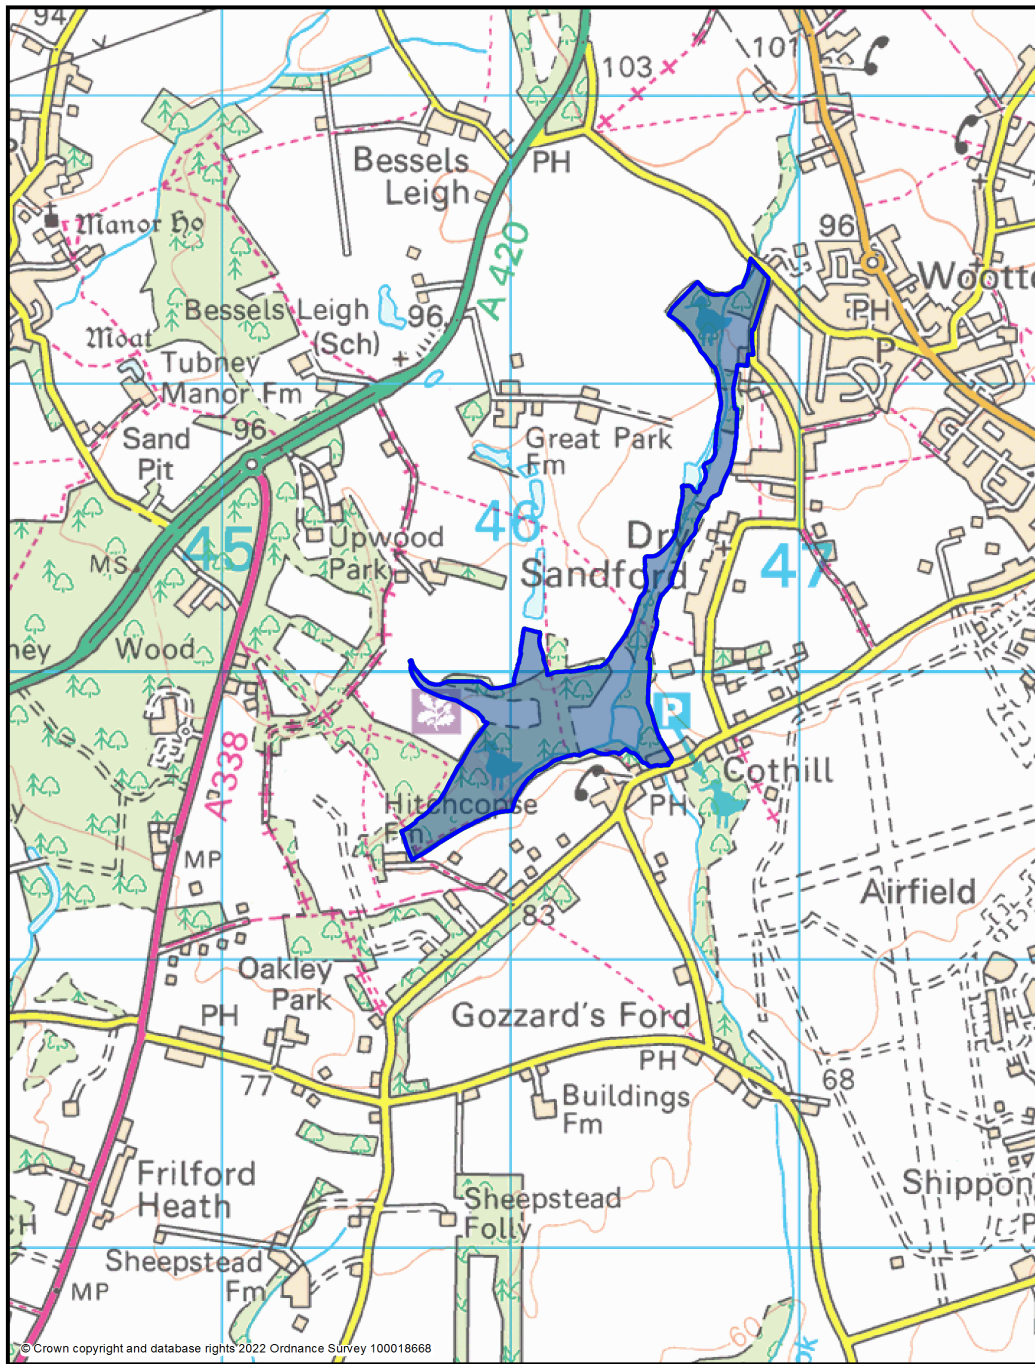 94
103
101
Bessels
Leigh
PH
Manor Ho
A 420
96
Woott
Bessels Leigh
(Sch)
96
PH
Moat
P
Tubney
Manor Fm
96
Sand
Pit
Great Park
Fm
46
Dry
Sandford
45
47
Upwood
Park
MS
ney
Wood
P
A338
Cothill
Hitchcopse
Fm
PH
MP
Airfield
83
Oakley
Park
PH
Gozzard's Ford
PH
77
68
Buildings
Fm
Frilford
Heath
Sheepstead
Folly
Shippon
P
CH
Sheepstead
Fm
MP
60
ok
© Crown copyright and database rights 2022 Ordnance Survey 100018668